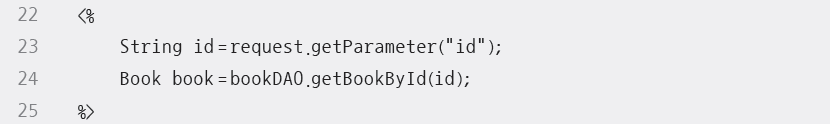 22 <%
23 String id=request.getParameter("id");
24 Book book=bookDAO.getBookById(id);
25 %>